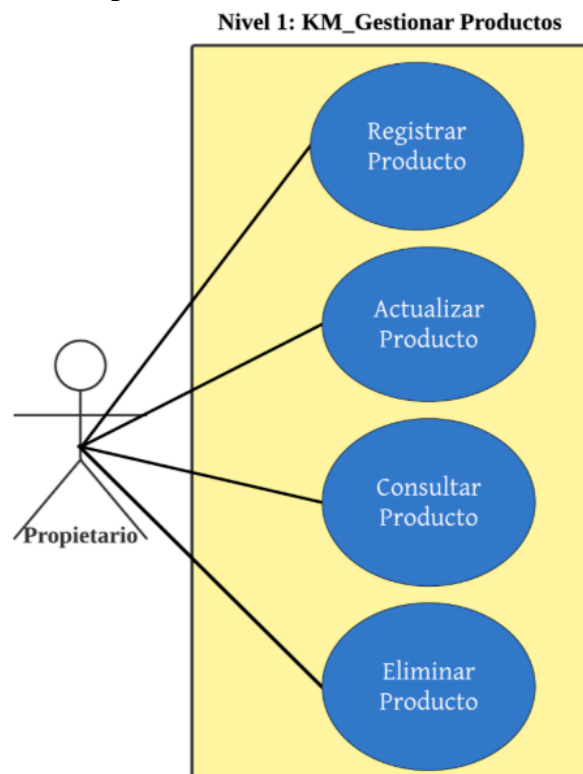 Nivel 1: KM_Gestionar Productos
Registrar
Producto
Actualizar
Producto
Consultar
Producto
Propietario
Eliminar
Producto